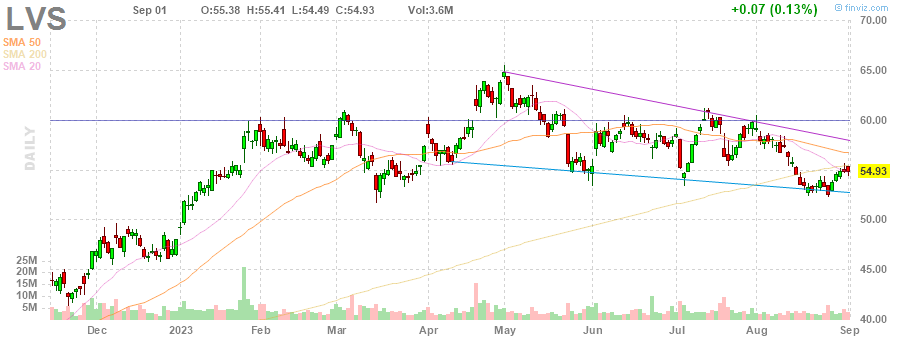 LVS Sep 01 O:55.38 H:55.41 L:54.49 C:54.93 Vol:3.6M +0.07 (0.13%) © finviz.com
SMA 50
SMA 200
SMA 20
DAILY
70.00
65.00
60.00
54.93
50.00
45.00
40.00
25M
20M
15M
10M
5M
Dec 2023 Feb Mar Apr May Jun Jul Aug Sep